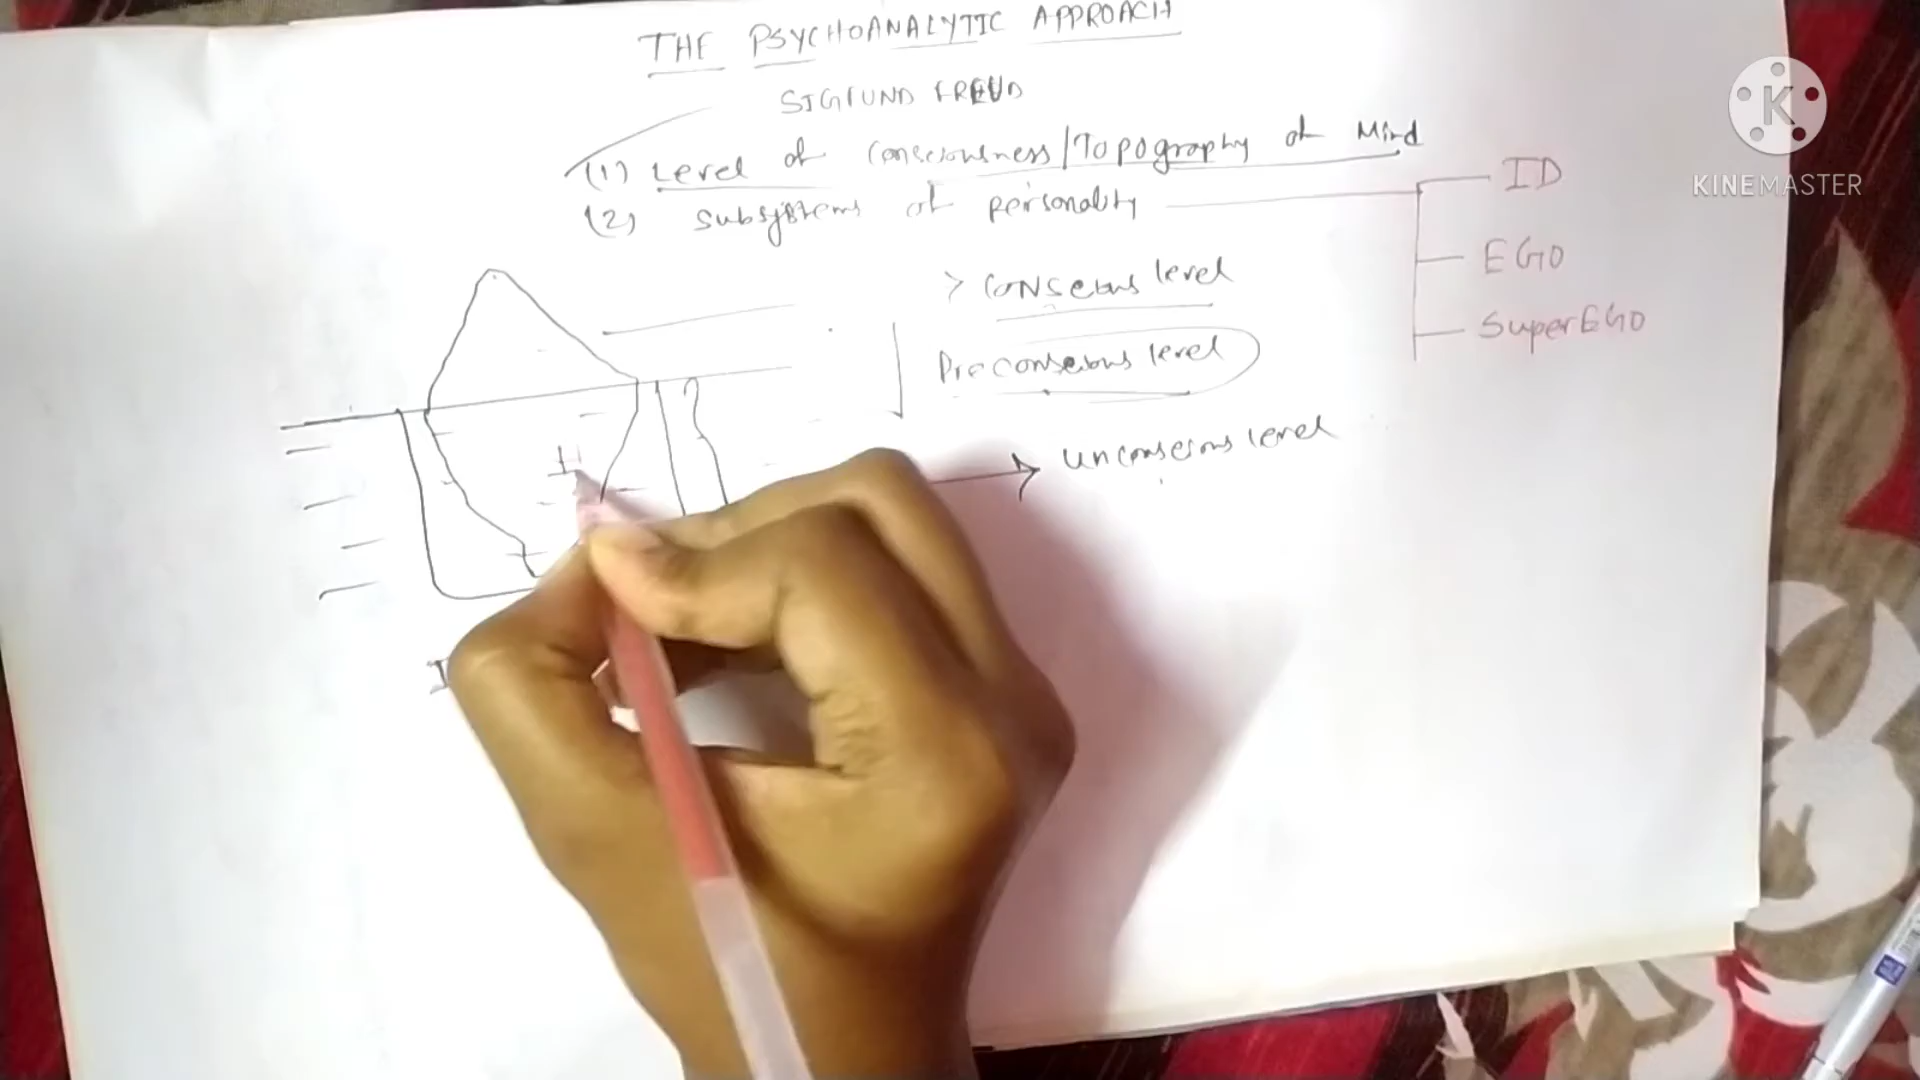 THE PSYCHOANALYTIC APPROACH
SIGMUND FREUD
(1) Level of Consciousness/Topography of Mind
(2) subsystems of personality
ID
EGO
SuperEGO
> Conscious level
Preconscious level
unconscious level
K
KINEMASTER